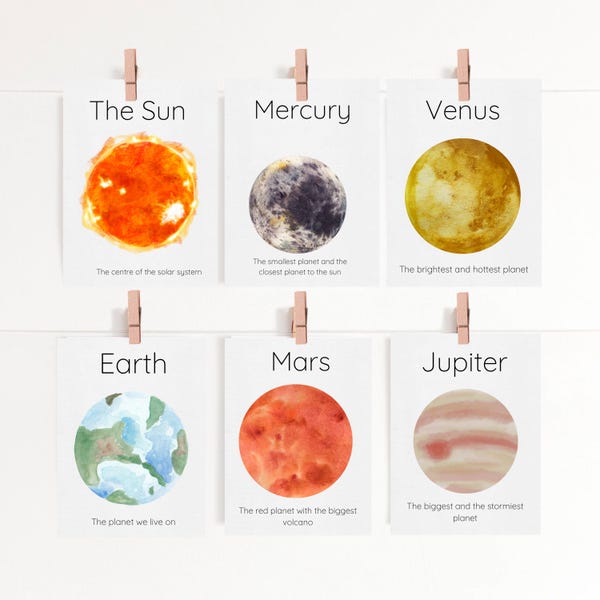 The Sun
The centre of the solar system
Mercury
The smallest planet and the
closest planet to the sun
Venus
The brightest and hottest planet
Earth
The planet we live on
Mars
The red planet with the biggest
volcano
Jupiter
The biggest and the stormiest
planet